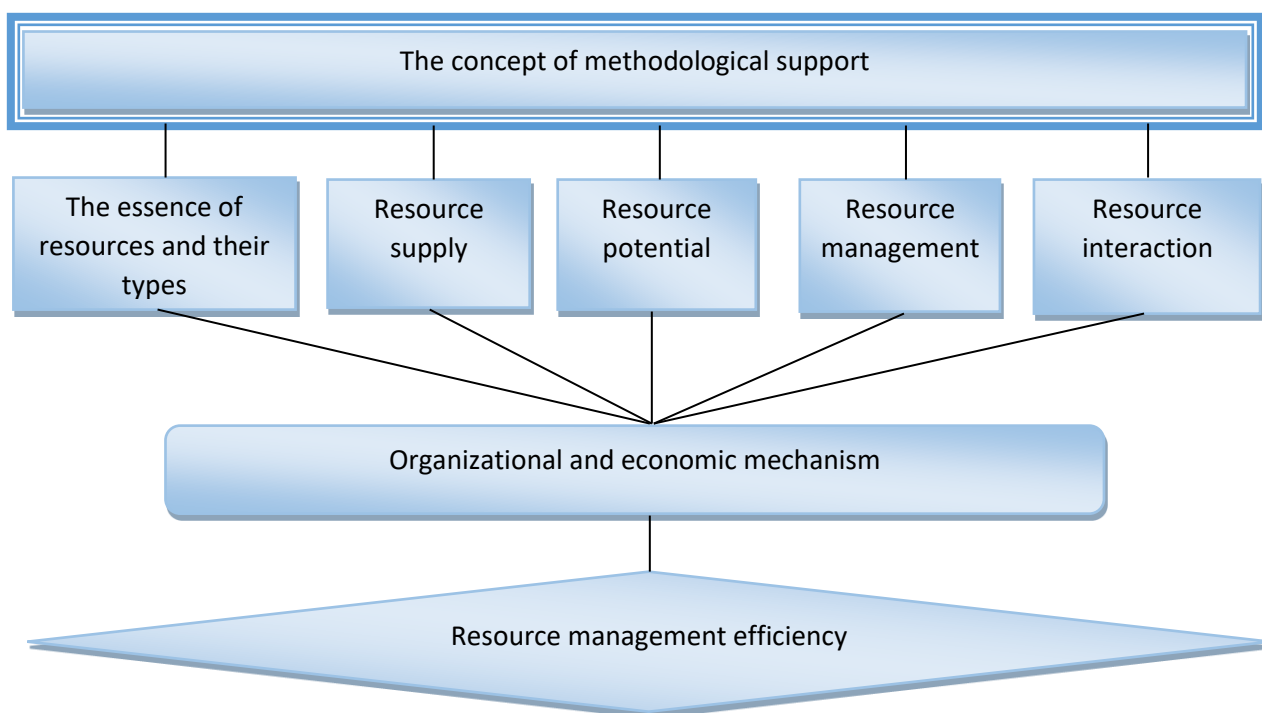 The concept of methodological support
The essence of
resources and their
types
Resource
supply
Resource
potential
Resource
management
Resource
interaction
Organizational and economic mechanism
Resource management efficiency